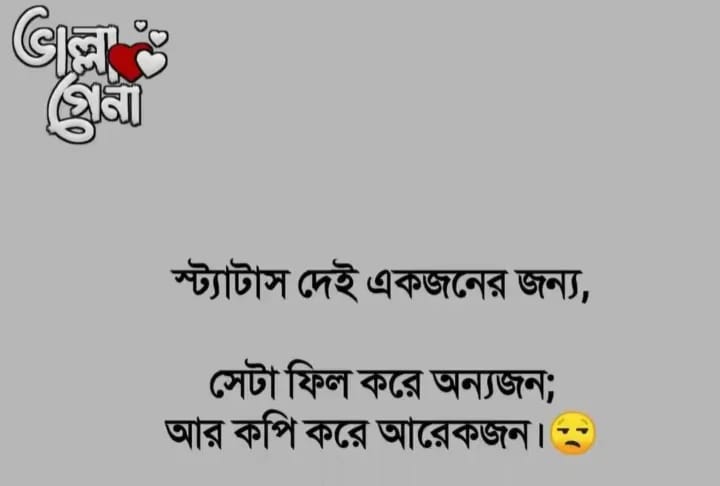 ভাল্লা
গেনা
স্ট্যাটাস দেই একজনের জন্য,
সেটা ফিল করে অন্যজন;
আর কপি করে আরেকজন।😒